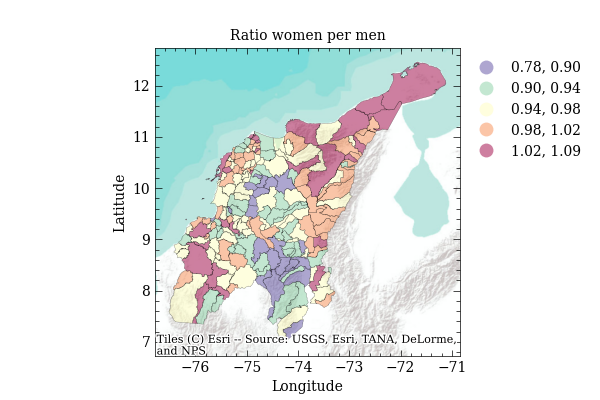 Ratio women per men
0.78, 0.90
0.90, 0.94
0.94, 0.98
0.98, 1.02
1.02, 1.09
12
11
10
9
8
7
Latitude
Tiles (C) Esri -- Source: USGS, Esri, TANA, DeLorme,
and NPS,
−76 −75 −74 −73 −72 −71
Longitude